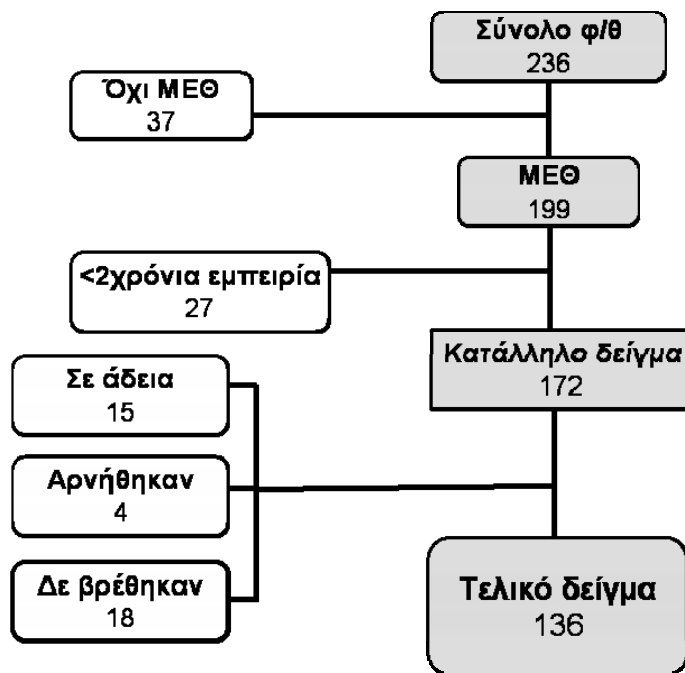 Σύνολο φ/θ
236
Όχι ΜΕΘ
37
ΜΕΘ
199
<2χρόνια εμπειρία
27
Κατάλληλο δείγμα
172
Σε άδεια
15
Αρνήθηκαν
4
Δε βρέθηκαν
18
Τελικό δείγμα
136